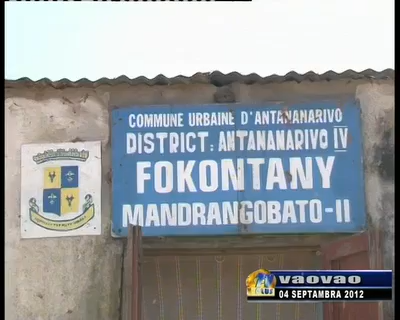 COMMUNE URBAINE D'ANTANANARIVO
DISTRICT: ANTANANARIVO IV
FOKONTANY
MANDRANGOBATO-II
vaovao
04 SEPTAMBRA 2012